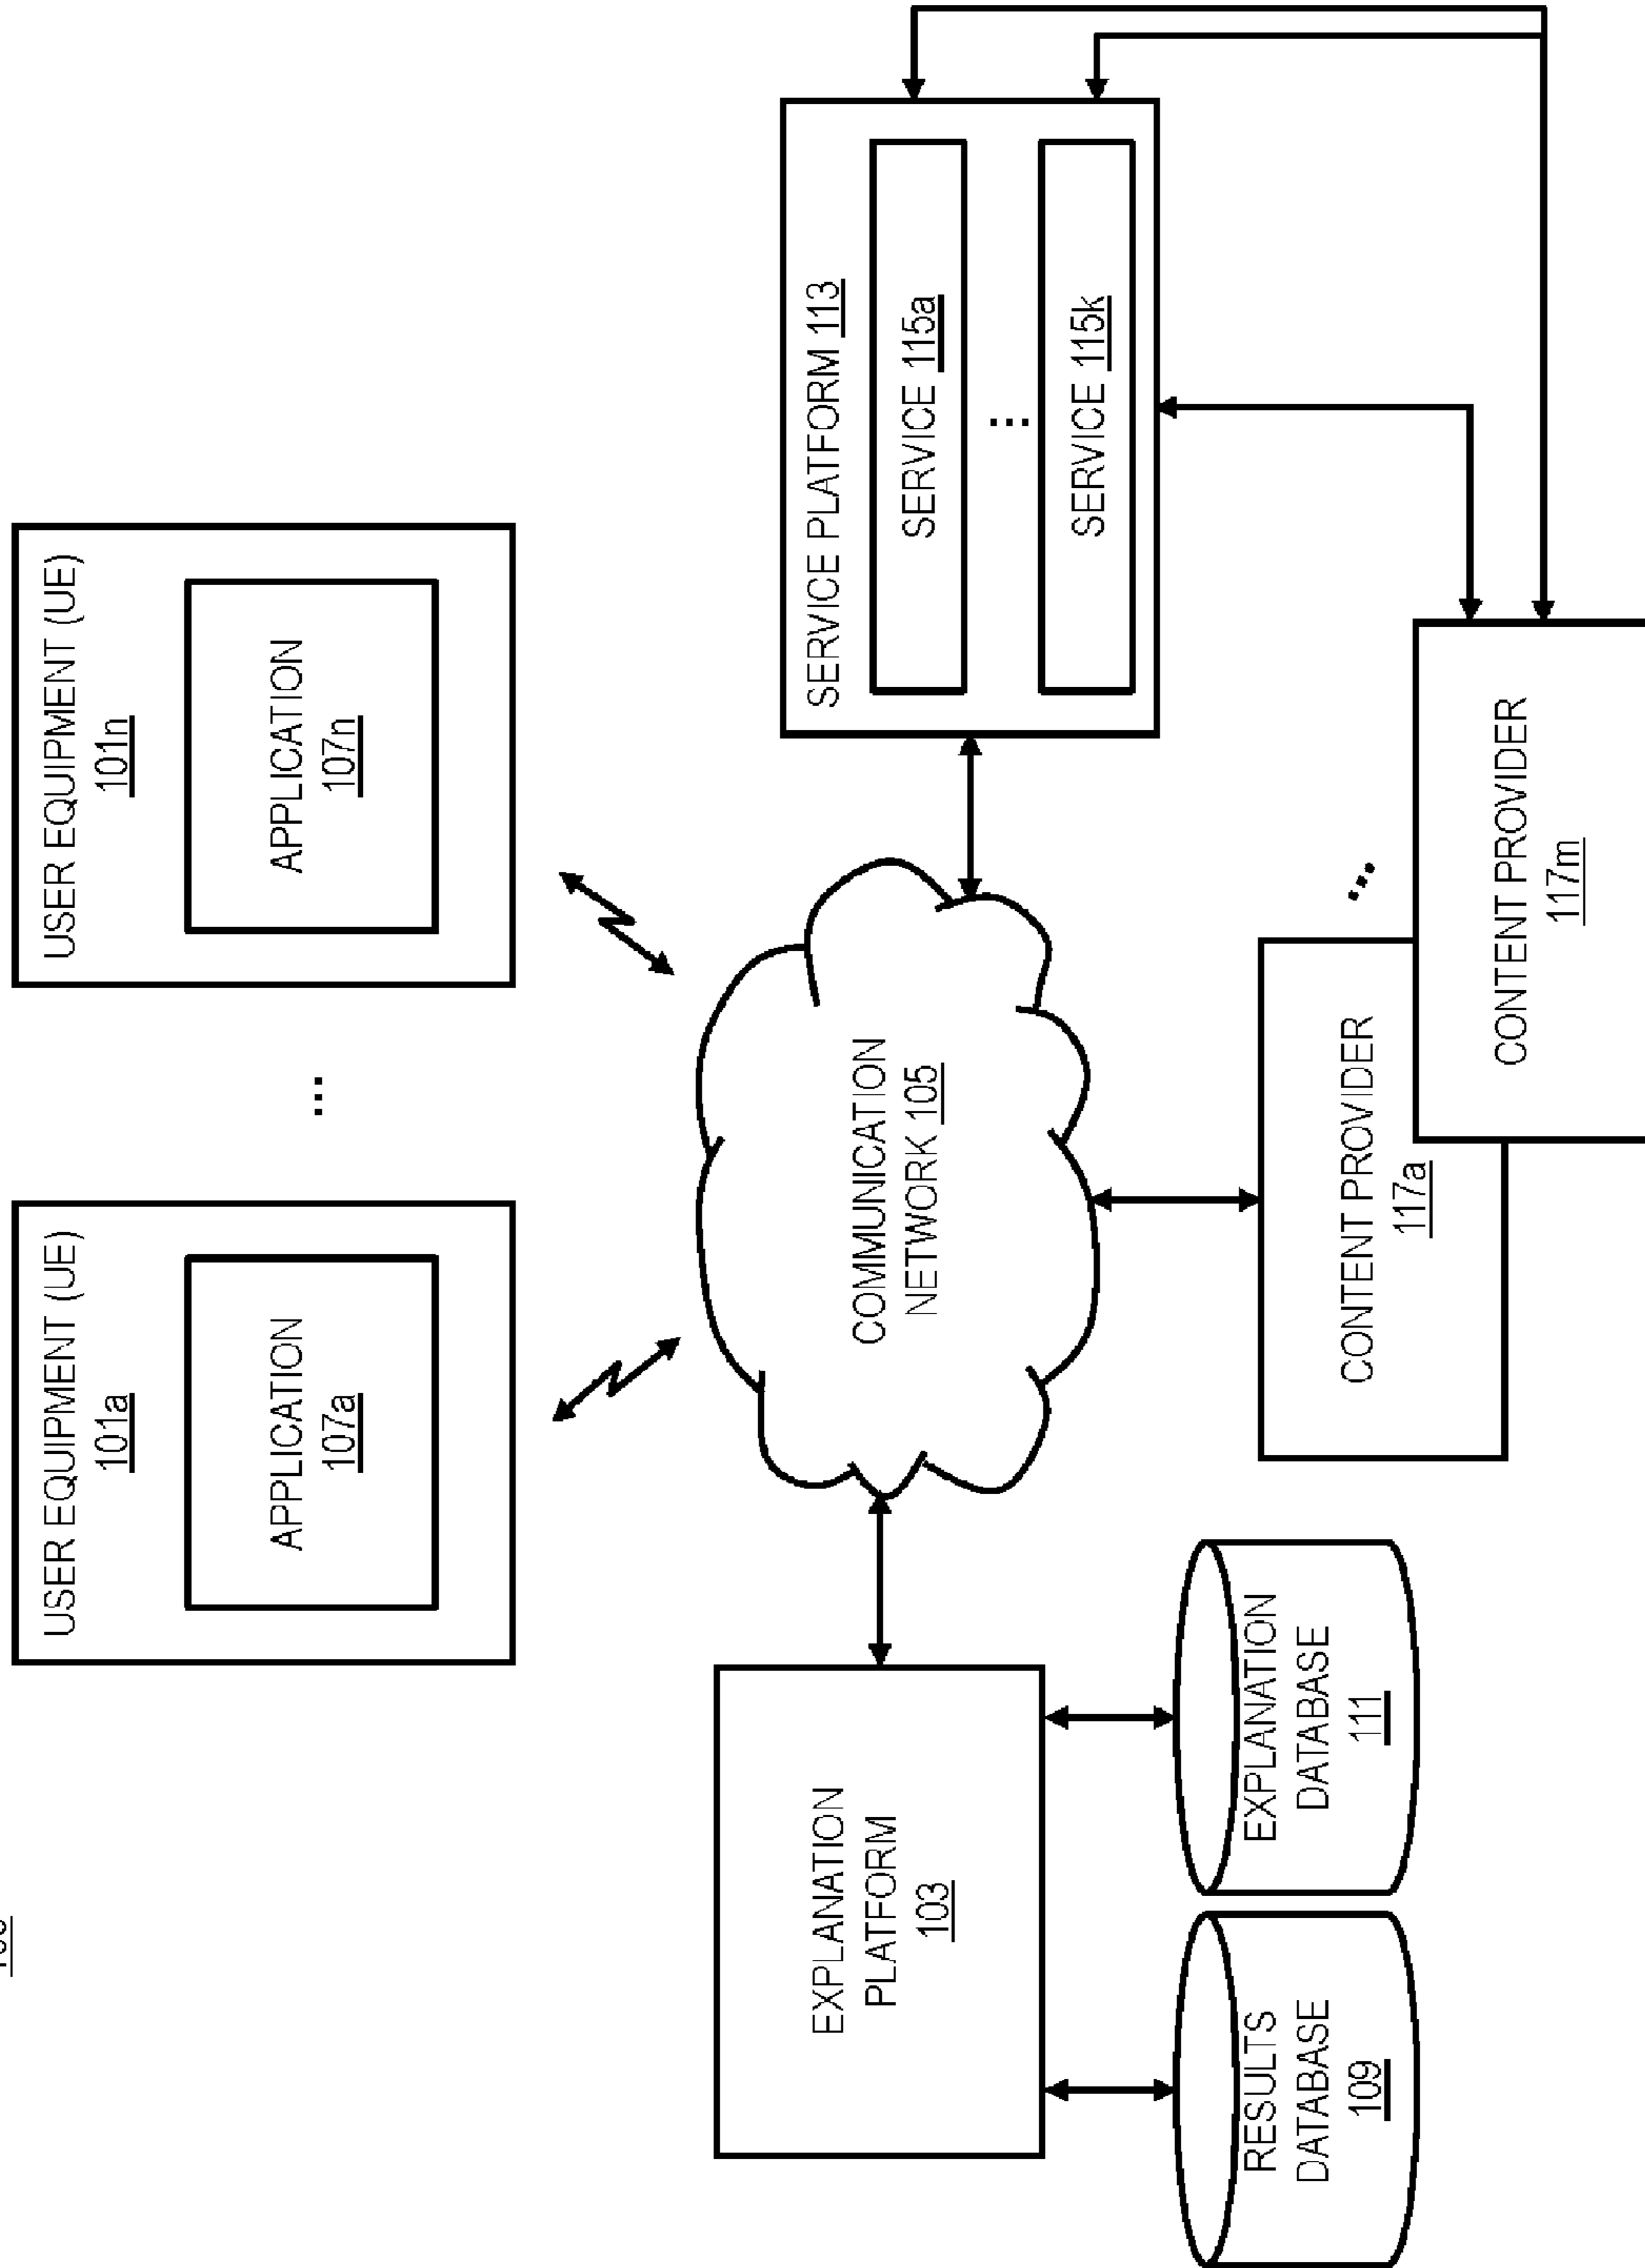 USER EQUIPMENT (UE)
101a
APPLICATION
107a
...
USER EQUIPMENT (UE)
101n
APPLICATION
107n
COMMUNICATION
NETWORK 105
EXPLANATION
PLATFORM
103
RESULTS
DATABASE
109
EXPLANATION
DATABASE
111
SERVICE PLATFORM 113
SERVICE 115a
...
SERVICE 115k
CONTENT PROVIDER
117a
...
CONTENT PROVIDER
117m